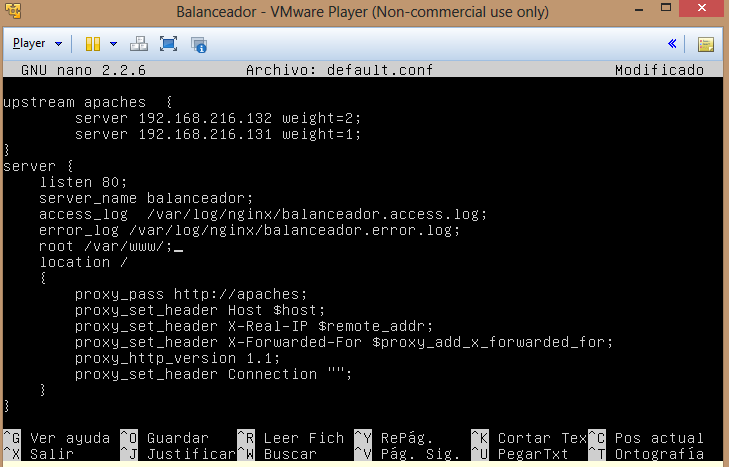 Balanceador - VMware Player (Non-commercial use only)
Player
GNU nano 2.2.6 Archivo: default.conf Modificado
upstream apaches {
server 192.168.216.132 weight=2;
server 192.168.216.131 weight=1;
}
server {
listen 80;
server_name balanceador;
access_log /var/log/nginx/balanceador.access.log;
error_log /var/log/nginx/balanceador.error.log;
root /var/www/;_
location /
{
proxy_pass http://apaches;
proxy_set_header Host $host;
proxy_set_header X-Real-IP $remote_addr;
proxy_set_header X-Forwarded-For $proxy_add_x_forwarded_for;
proxy_http_version 1.1;
proxy_set_header Connection "";
}
}
^G Ver ayuda ^O Guardar ^R Leer Fich ^Y RePág. ^K Cortar Tex ^C Pos actual
^X Salir ^J Justificar ^W Buscar ^V Pág. Sig. ^U PegarTxt ^T Ortografía